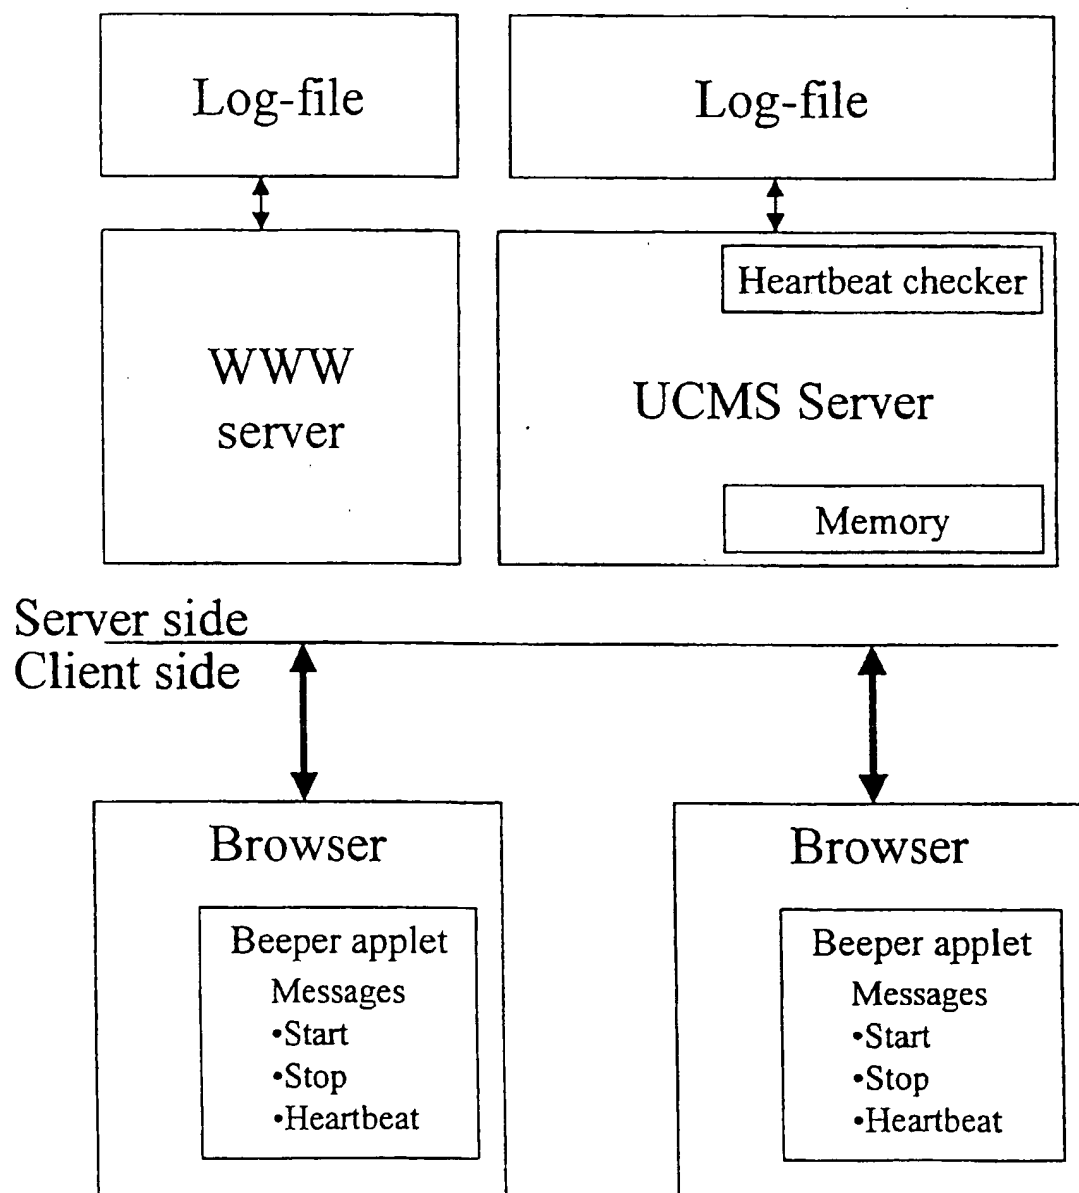 Log-file
Log-file
Heartbeat checker
WWW
server
UCMS Server
Memory
Server side
Client side
Browser
Beeper applet
Messages
•Start
•Stop
•Heartbeat
Browser
Beeper applet
Messages
•Start
•Stop
•Heartbeat